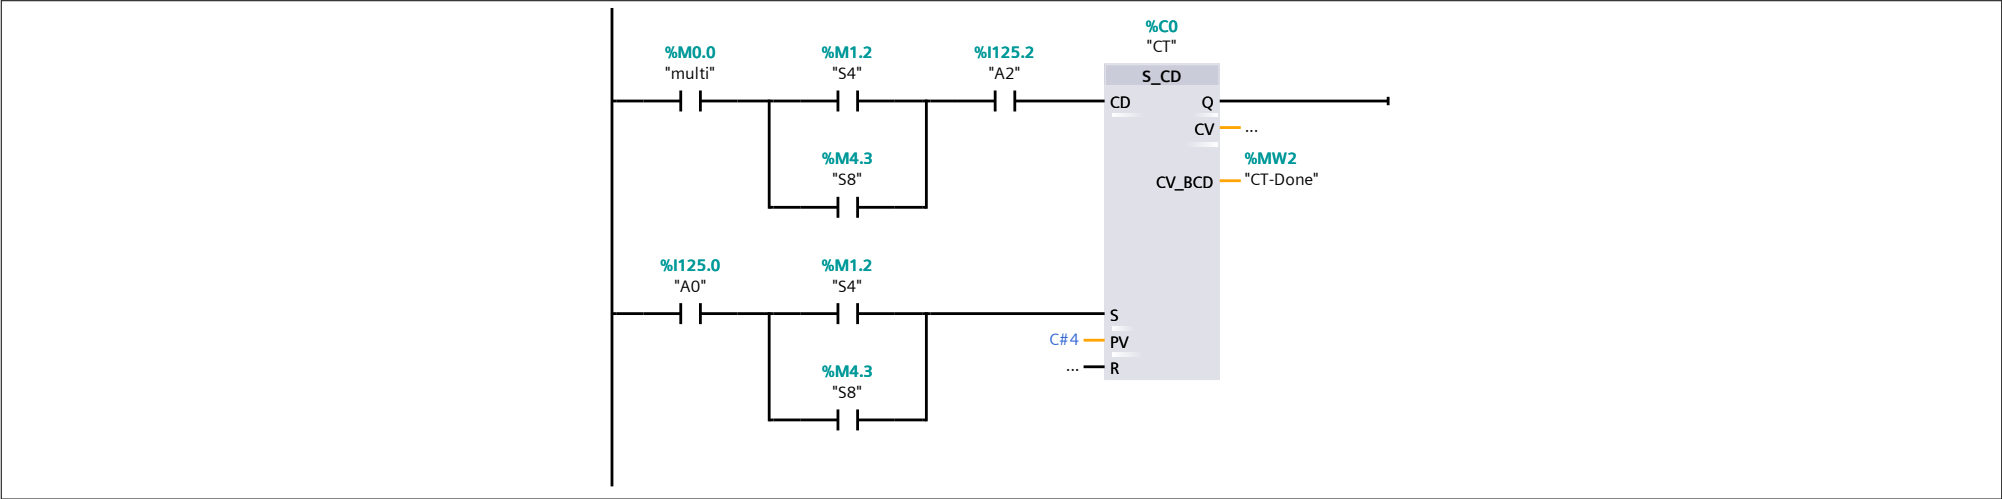 %C0
"CT"
%M0.0 %M1.2 %I125.2
"multi" "S4" "A2"
S_CD
CD Q
CV ...
%M4.3 %MW2
"S8" CV_BCD "CT-Done"
%I125.0 %M1.2
"A0" "S4"
S
C#4 PV
... R
%M4.3
"S8"